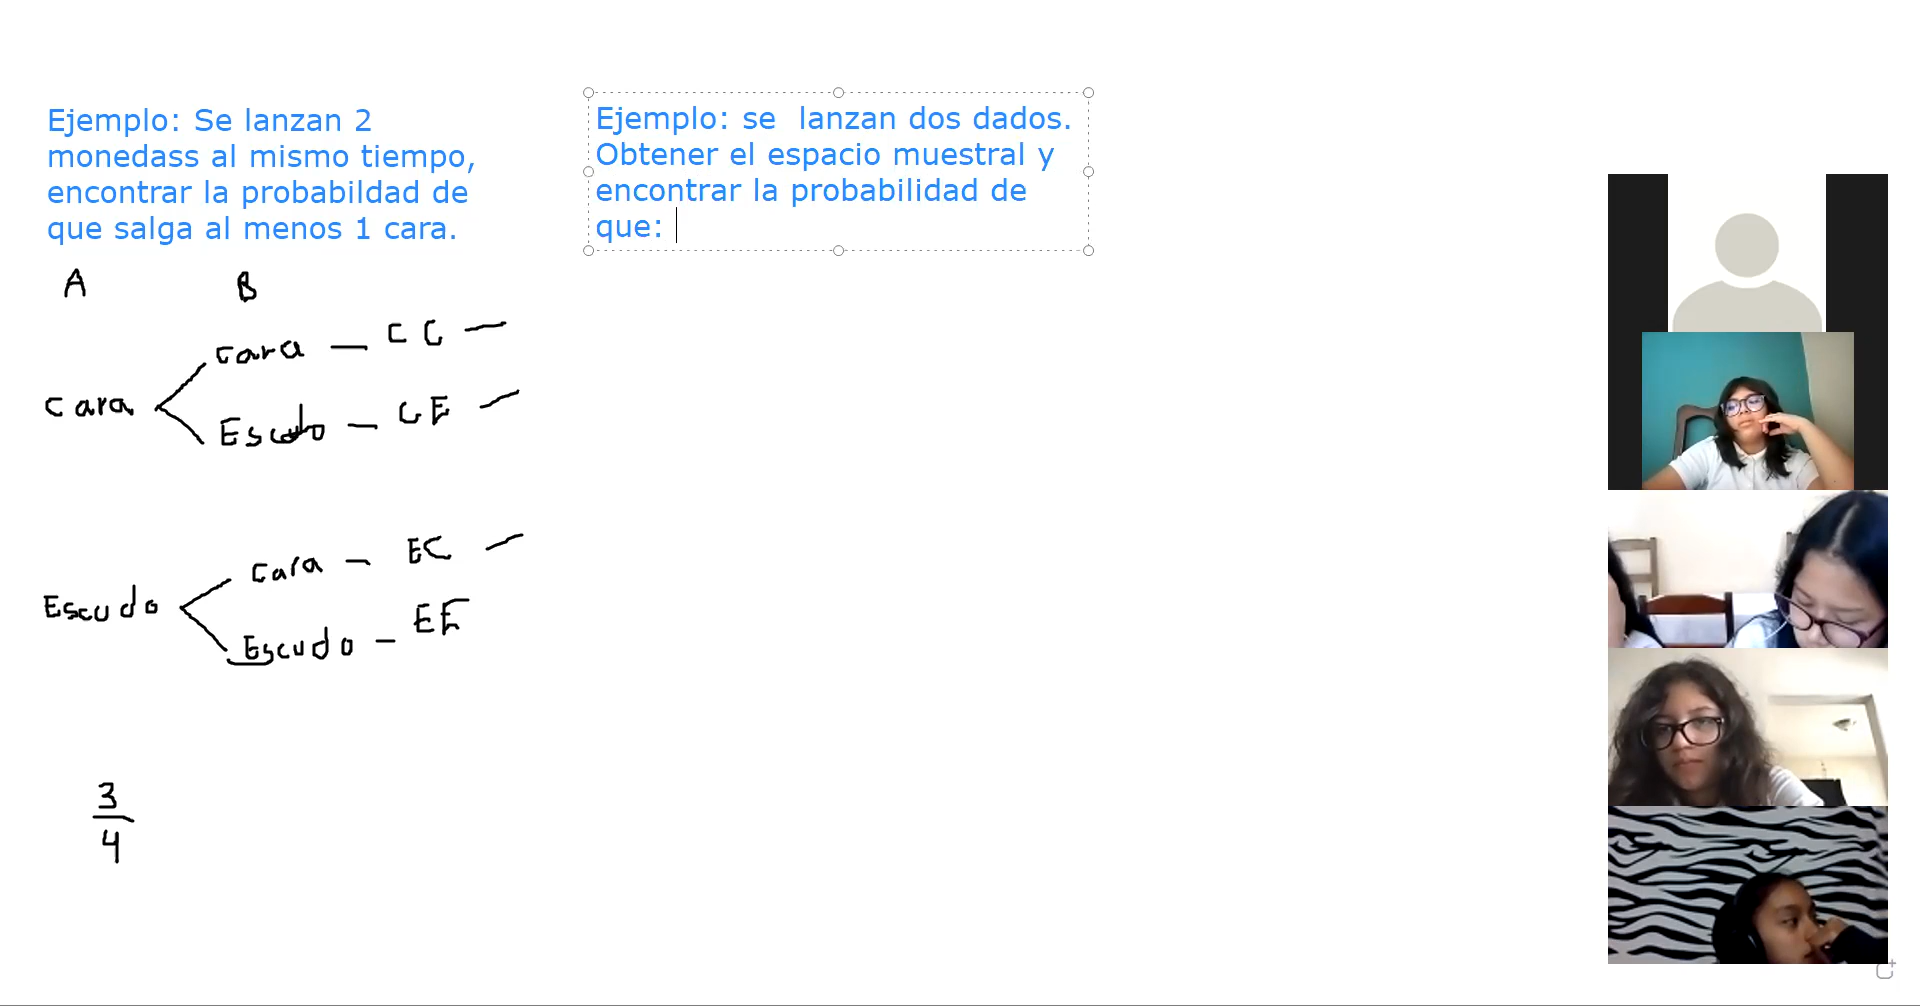 Ejemplo: Se lanzan 2
monedass al mismo tiempo,
encontrar la probabildad de
que salga al menos 1 cara.
Ejemplo: se  lanzan dos dados.
Obtener el espacio muestral y
encontrar la probabilidad de
que:
A B
Cara — CC
Cara
Escudo — CE
Cara — EC
Escudo
Escudo — EE
3
4